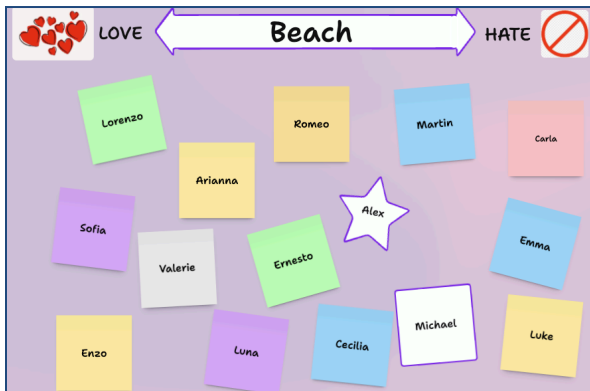 LOVE
Beach
HATE
Lorenzo
Romeo
Martin
Carla
Arianna
Alex
Sofia
Emma
Valerie
Ernesto
Michael
Luke
Enzo
Luna
Cecilia